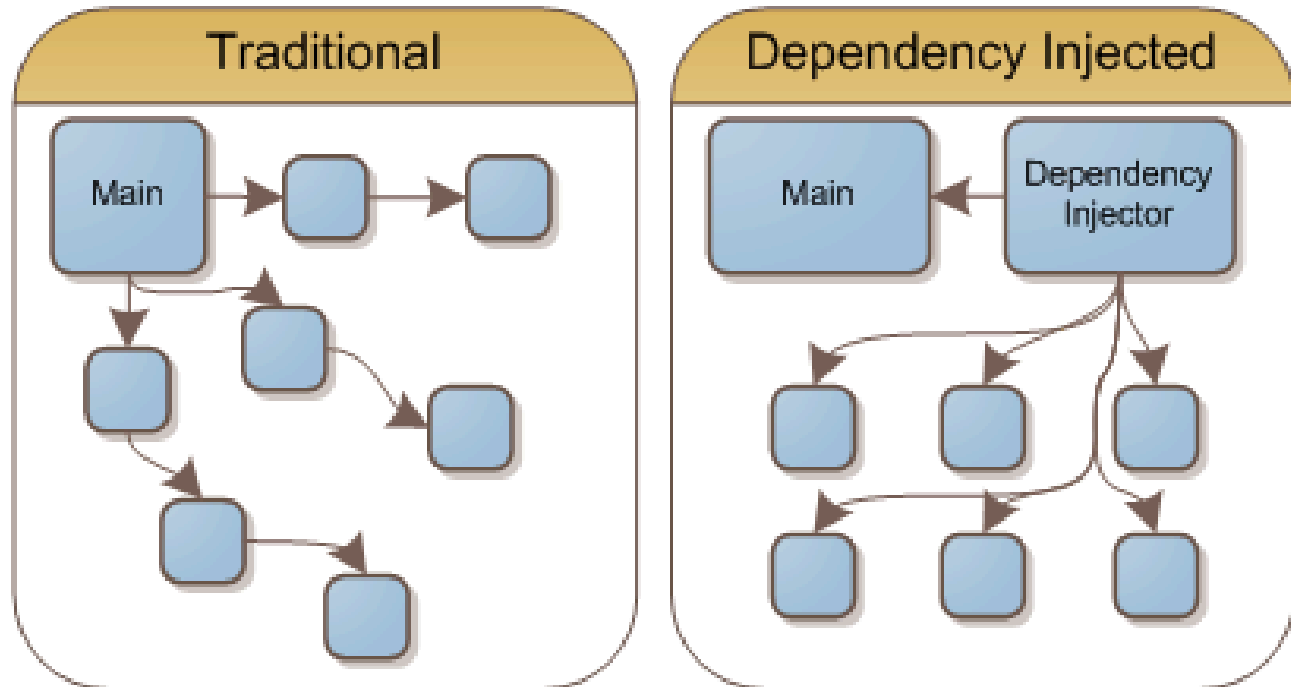 Traditional
Main
Dependency Injected
Main
Dependency
Injector